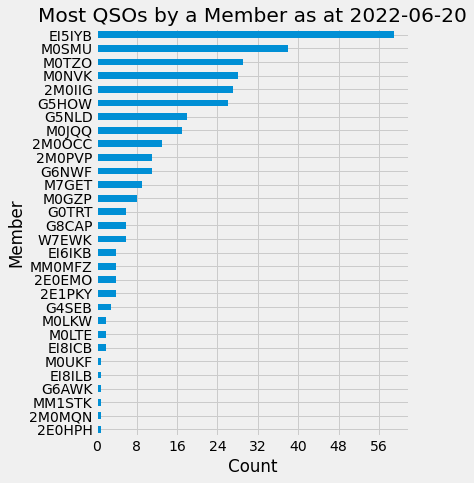 Most QSOs by a Member as at 2022-06-20
EI5IYB
M0SMU
M0TZO
M0NVK
2M0IIG
G5HOW
G5NLD
M0JQQ
2M0OCC
2M0PVP
G6NWF
M7GET
M0GZP
G0TRT
G8CAP
W7EWK
EI6IKB
MM0MFZ
2E0EMO
2E1PKY
G4SEB
M0LKW
M0LTE
EI8ICB
M0UKF
EI8ILB
G6AWK
MM1STK
2M0MQN
2E0HPH
Member
0 8 16 24 32 40 48 56
Count